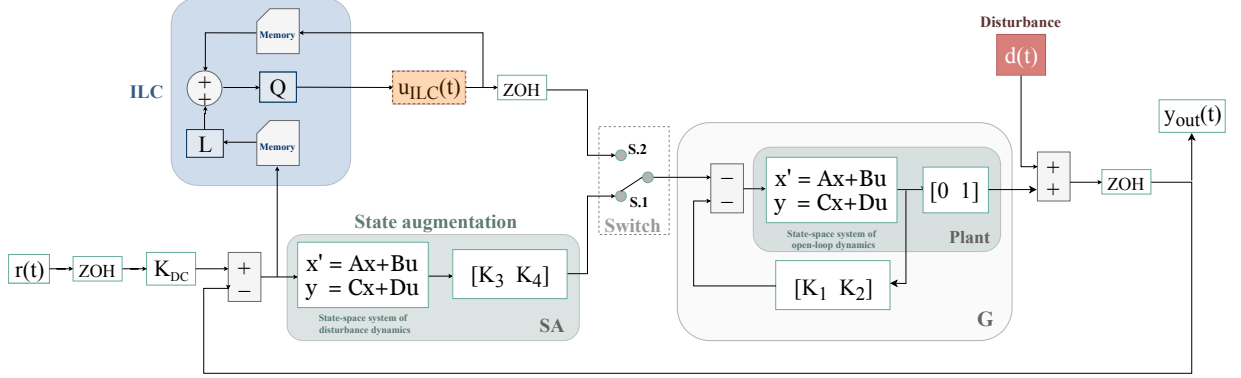 Memory
ILC
+
+
Q
u_ILC(t)
ZOH
L
Memory
Disturbance
d(t)
y_out(t)
S.2
S.1
Switch
−
−
x' = Ax+Bu
y = Cx+Du
State-space system of
open-loop dynamics
[0 1]
Plant
+
+
ZOH
[K₁ K₂]
G
State augmentation
r(t)
ZOH
K_DC
+
−
x' = Ax+Bu
y = Cx+Du
State-space system of
disturbance dynamics
[K₃ K₄]
SA